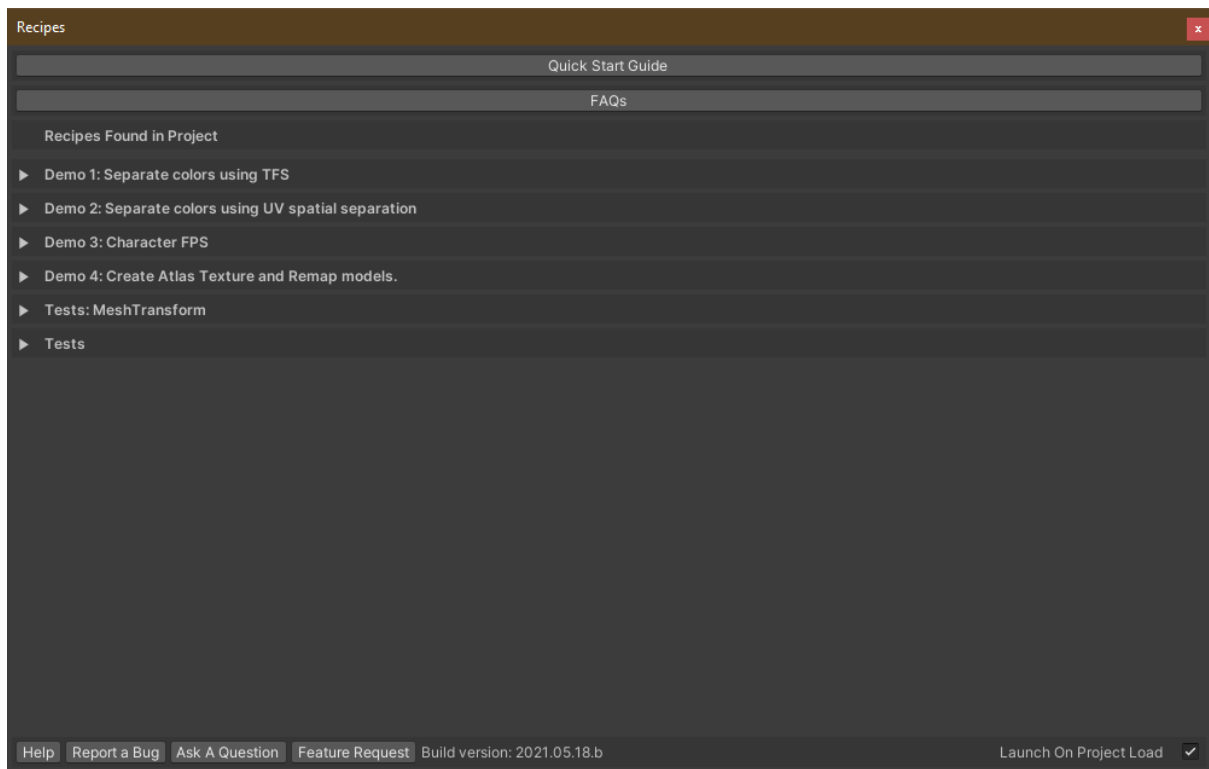 Recipes
x
Quick Start Guide
FAQs
Recipes Found in Project
Demo 1: Separate colors using TFS
Demo 2: Separate colors using UV spatial separation
Demo 3: Character FPS
Demo 4: Create Atlas Texture and Remap models.
Tests: MeshTransform
Tests
Help Report a Bug Ask A Question Feature Request Build version: 2021.05.18.b Launch On Project Load